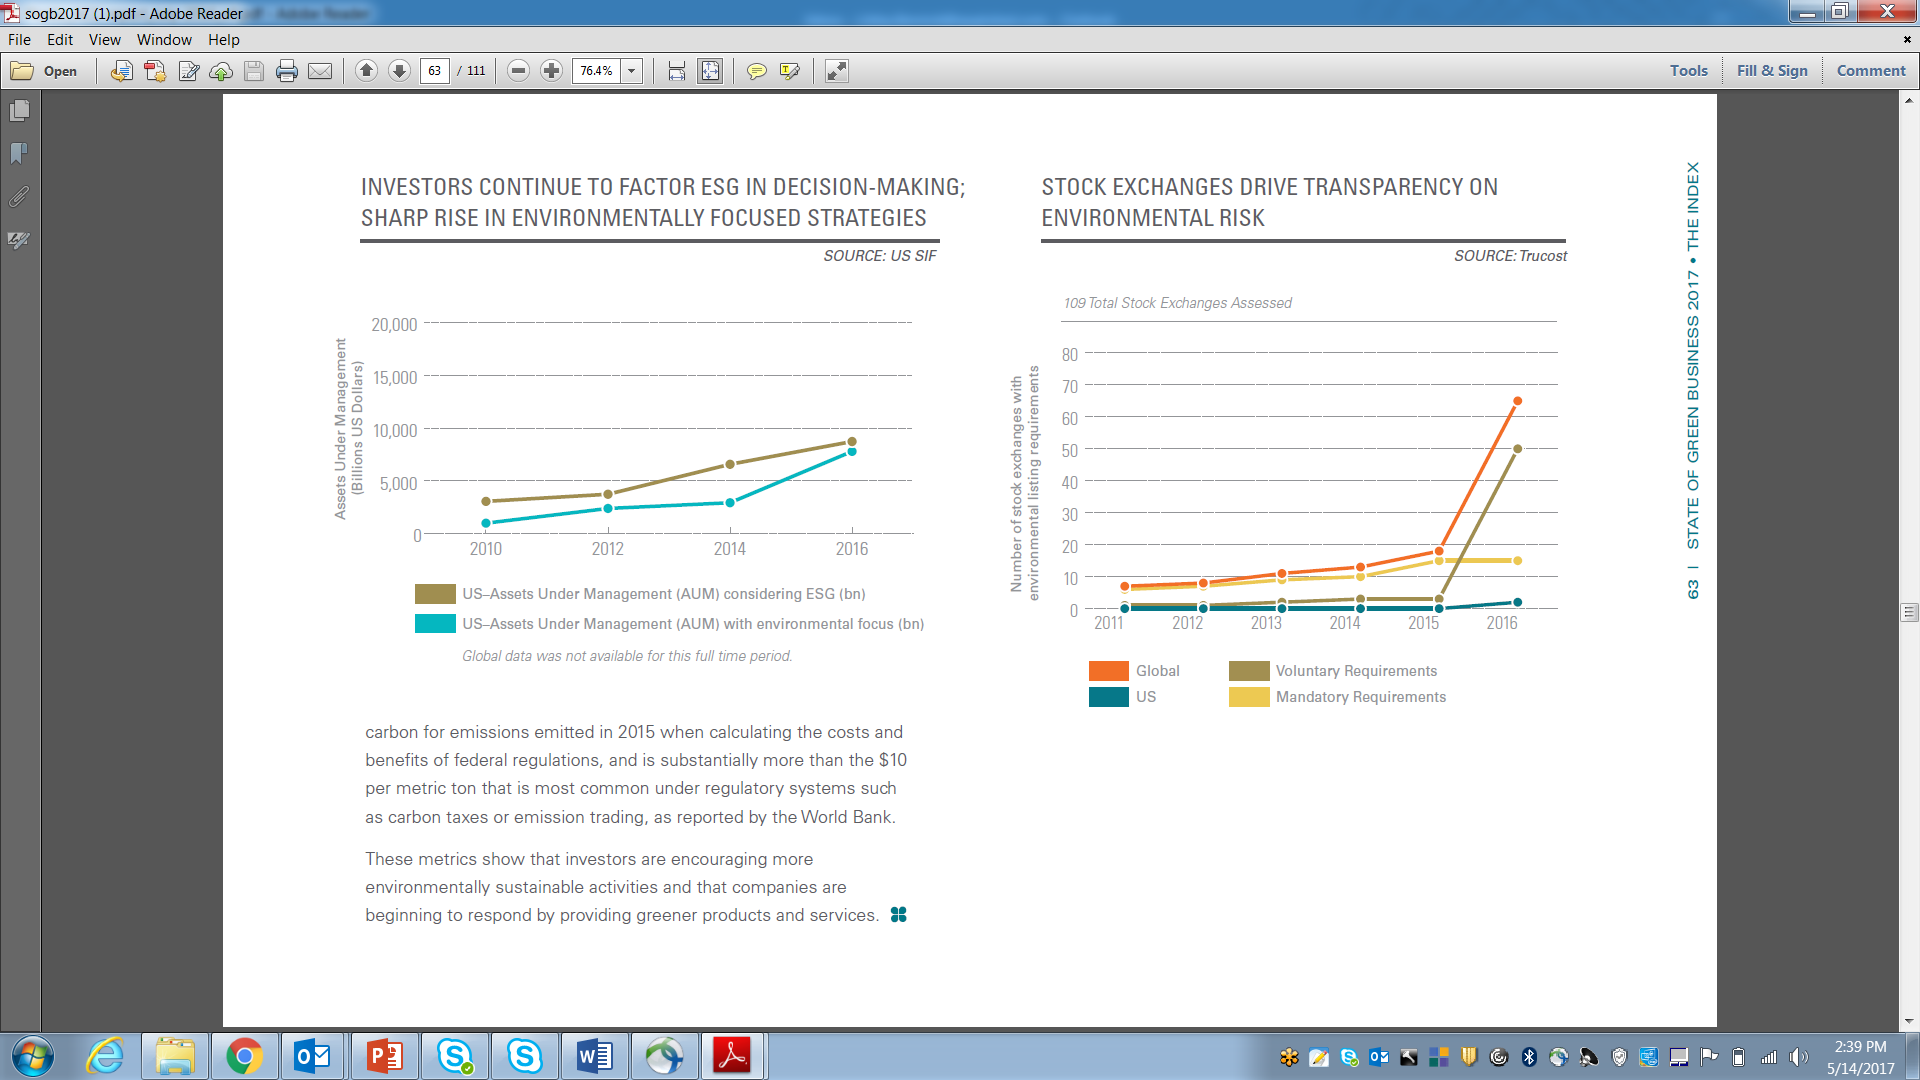 sogb2017 (1).pdf - Adobe Reader
File Edit View Window Help
Open 63 / 111 76.4% Tools Fill & Sign Comment
INVESTORS CONTINUE TO FACTOR ESG IN DECISION-MAKING;
SHARP RISE IN ENVIRONMENTALLY FOCUSED STRATEGIES
SOURCE: US SIF
Assets Under Management
(Billions US Dollars)
20,000
15,000
10,000
5,000
0
2010 2012 2014 2016
US–Assets Under Management (AUM) considering ESG (bn)
US–Assets Under Management (AUM) with environmental focus (bn)
Global data was not available for this full time period.
carbon for emissions emitted in 2015 when calculating the costs and
benefits of federal regulations, and is substantially more than the $10
per metric ton that is most common under regulatory systems such
as carbon taxes or emission trading, as reported by the World Bank.
These metrics show that investors are encouraging more
environmentally sustainable activities and that companies are
beginning to respond by providing greener products and services.
STOCK EXCHANGES DRIVE TRANSPARENCY ON
ENVIRONMENTAL RISK
SOURCE: Trucost
109 Total Stock Exchanges Assessed
Number of stock exchanges with
environmental listing requirements
80
70
60
50
40
30
20
10
0
2011 2012 2013 2014 2015 2016
Global Voluntary Requirements
US Mandatory Requirements
63 | STATE OF GREEN BUSINESS 2017 • THE INDEX
2:39 PM
5/14/2017